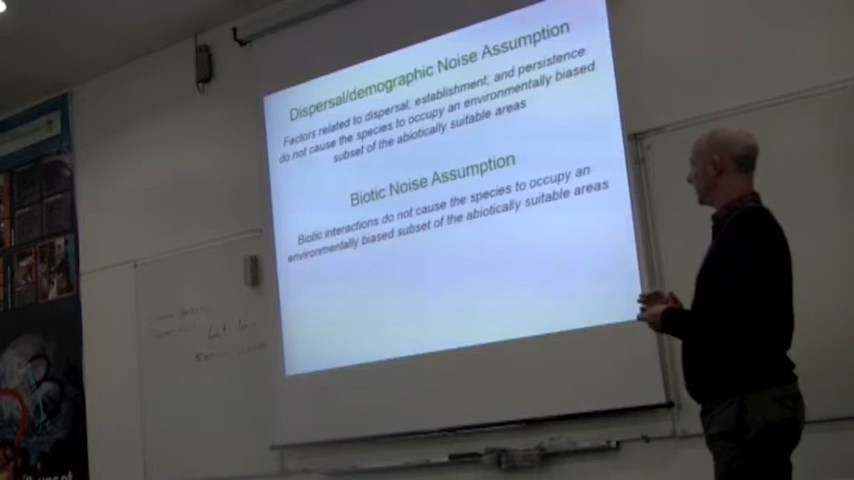 Dispersal/demographic Noise Assumption
Factors related to dispersal, establishment, and persistence
do not cause the species to occupy an environmentally biased
subset of the abiotically suitable areas
Biotic Noise Assumption
Biotic interactions do not cause the species to occupy an
environmentally biased subset of the abiotically suitable areas